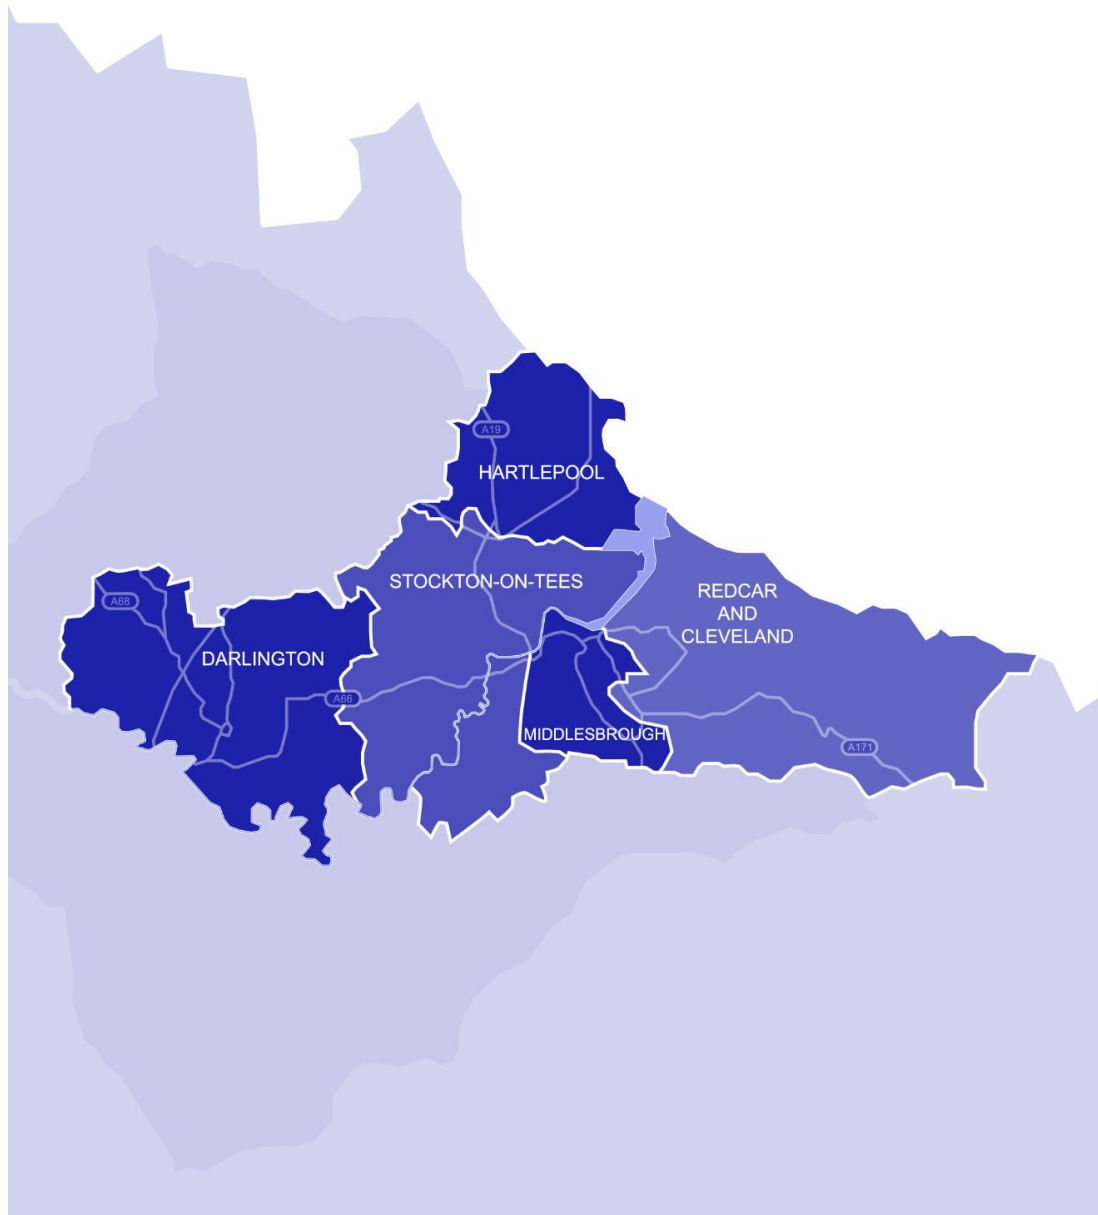 A19
HARTLEPOOL
STOCKTON-ON-TEES
REDCAR
AND
CLEVELAND
A68
DARLINGTON
A66
MIDDLESBROUGH
A171